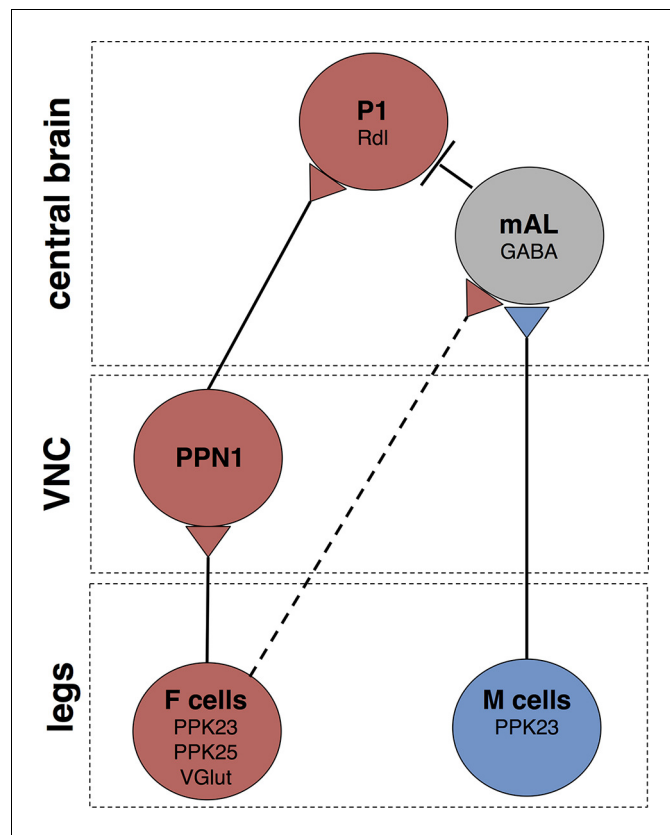 central brain
P1
Rdl
mAL
GABA
VNC
PPN1
legs
F cells
PPK23
PPK25
VGlut
M cells
PPK23